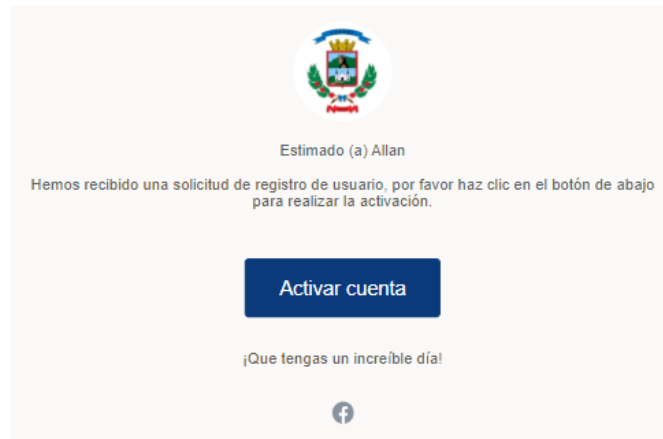 Estimado (a) Allan
Hemos recibido una solicitud de registro de usuario, por favor haz clic en el botón de abajo
para realizar la activación.
Activar cuenta
¡Que tengas un increíble día!